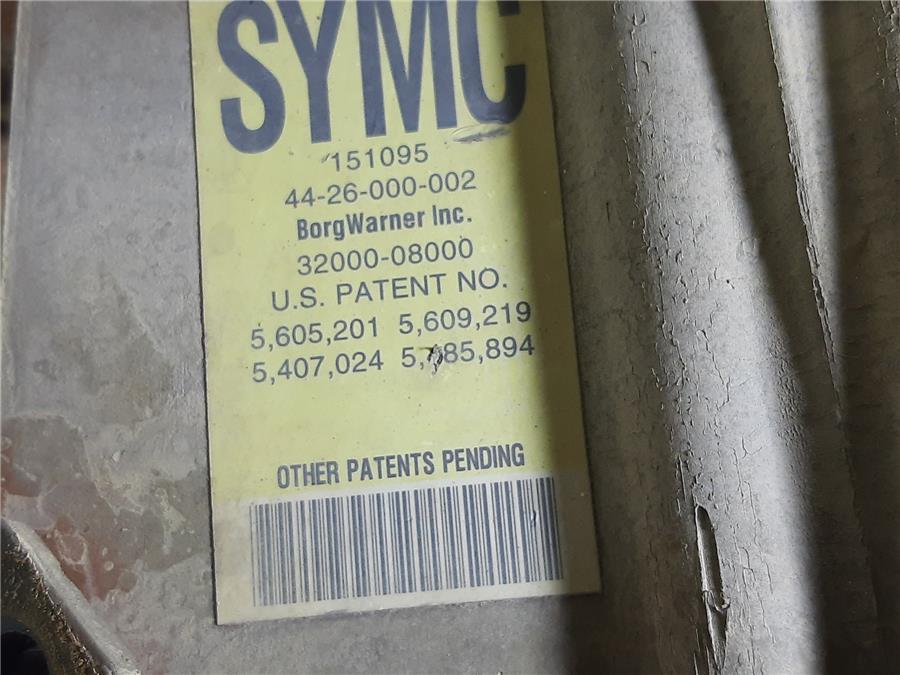 SYMC
151095
44-26-000-002
BorgWarner Inc.
32000-08000
U.S. PATENT NO.
5,605,201 5,609,219
5,407,024
OTHER PATENTS PENDING